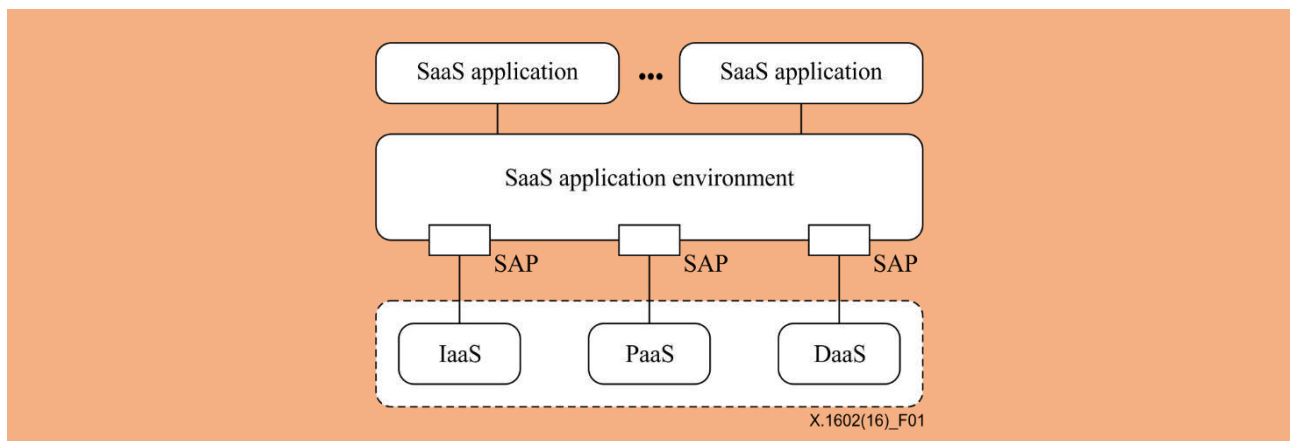 SaaS application ••• SaaS application
SaaS application environment
SAP SAP SAP
IaaS PaaS DaaS
X.1602(16)_F01